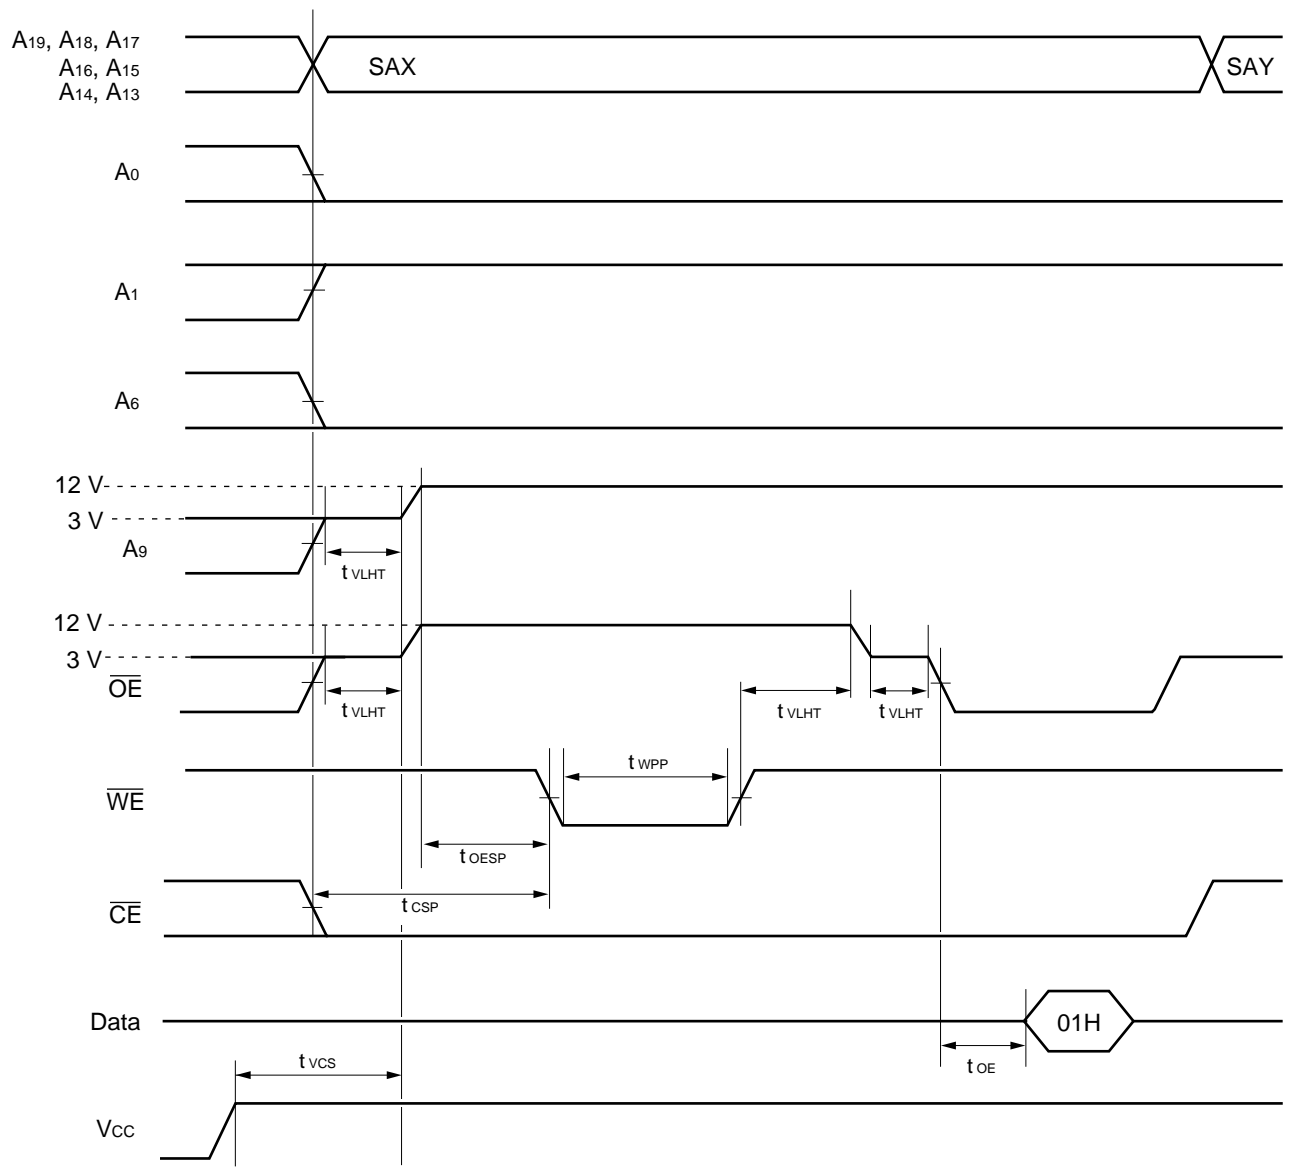 A19, A18, A17
A16, A15
A14, A13
SAX
SAY
A0
A1
A6
12 V
3 V
A9
t VLHT
12 V
3 V
OE
t VLHT
t VLHT
t VLHT
t WPP
WE
t OESP
t CSP
CE
Data
01H
t VCS
t OE
VCC